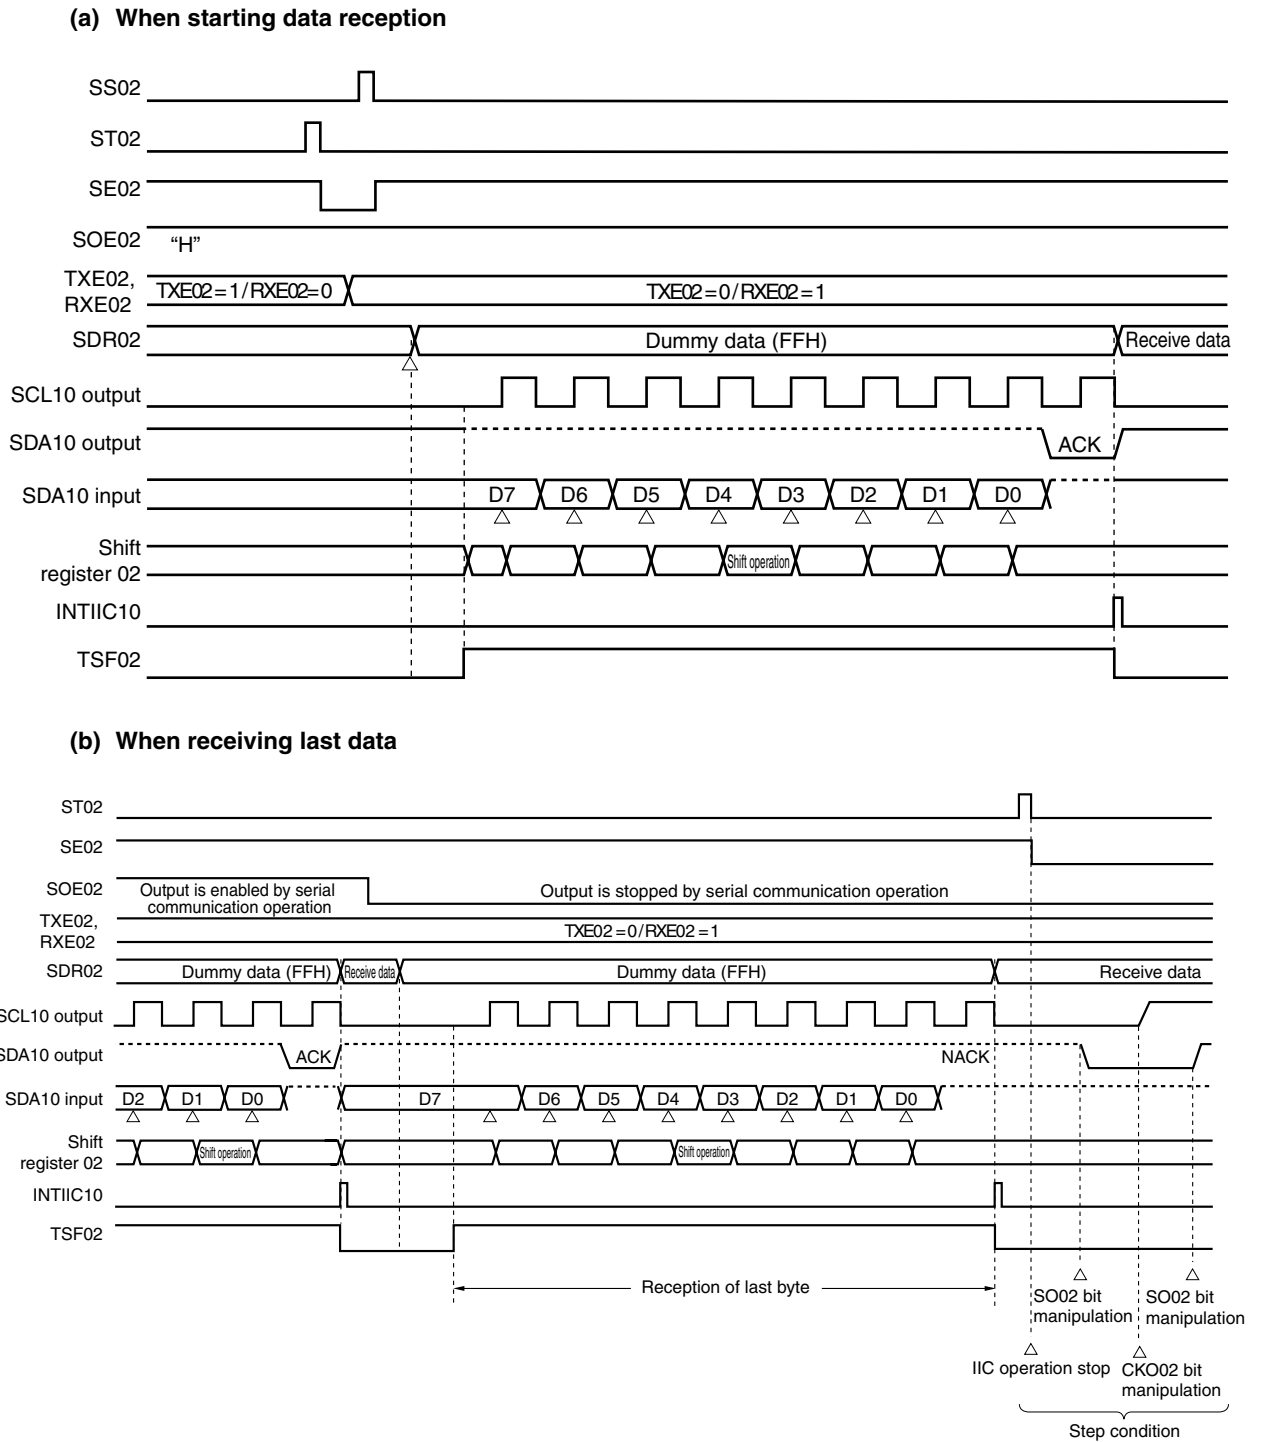 (a) When starting data reception
SS02
ST02
SE02
SOE02 “H”
TXE02,
RXE02
TXE02=1/RXE02=0 TXE02=0/RXE02=1
SDR02 Dummy data (FFH) Receive data
SCL10 output
SDA10 output ACK
SDA10 input D7 D6 D5 D4 D3 D2 D1 D0
Shift
register 02
Shift operation
INTIIC10
TSF02
(b) When receiving last data
ST02
SE02
SOE02 Output is enabled by serial
communication operation
Output is stopped by serial communication operation
TXE02,
RXE02
TXE02=0/RXE02=1
SDR02 Dummy data (FFH) Receive data Dummy data (FFH) Receive data
SCL10 output
SDA10 output ACK NACK
SDA10 input D2 D1 D0 D7 D6 D5 D4 D3 D2 D1 D0
Shift
register 02
Shift operation Shift operation
INTIIC10
TSF02
Reception of last byte
SO02 bit
manipulation
SO02 bit
manipulation
IIC operation stop
CKO02 bit
manipulation
Step condition